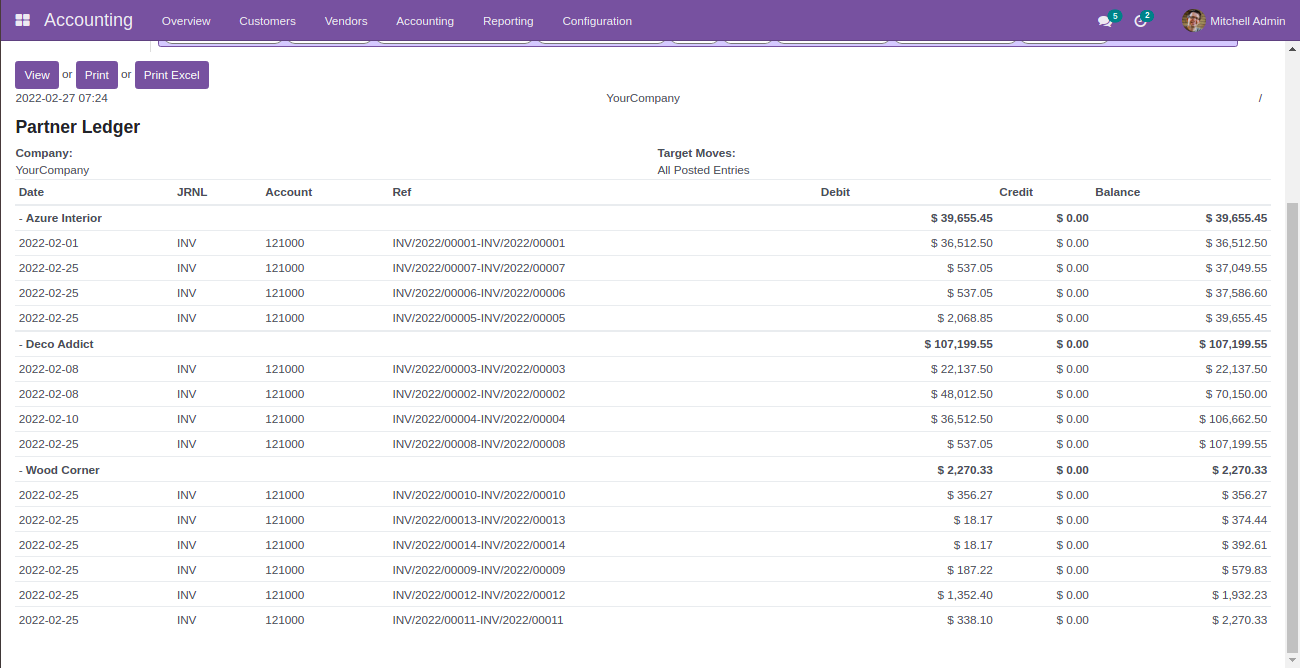 Accounting Overview Customers Vendors Accounting Reporting Configuration 5 2 Mitchell Admin
View or Print or Print Excel
2022-02-27 07:24 YourCompany /
Partner Ledger
Company: Target Moves:
YourCompany All Posted Entries
Date JRNL Account Ref Debit Credit Balance
- Azure Interior $ 39,655.45 $ 0.00 $ 39,655.45
2022-02-01 INV 121000 INV/2022/00001-INV/2022/00001 $ 36,512.50 $ 0.00 $ 36,512.50
2022-02-25 INV 121000 INV/2022/00007-INV/2022/00007 $ 537.05 $ 0.00 $ 37,049.55
2022-02-25 INV 121000 INV/2022/00006-INV/2022/00006 $ 537.05 $ 0.00 $ 37,586.60
2022-02-25 INV 121000 INV/2022/00005-INV/2022/00005 $ 2,068.85 $ 0.00 $ 39,655.45
- Deco Addict $ 107,199.55 $ 0.00 $ 107,199.55
2022-02-08 INV 121000 INV/2022/00003-INV/2022/00003 $ 22,137.50 $ 0.00 $ 22,137.50
2022-02-08 INV 121000 INV/2022/00002-INV/2022/00002 $ 48,012.50 $ 0.00 $ 70,150.00
2022-02-10 INV 121000 INV/2022/00004-INV/2022/00004 $ 36,512.50 $ 0.00 $ 106,662.50
2022-02-25 INV 121000 INV/2022/00008-INV/2022/00008 $ 537.05 $ 0.00 $ 107,199.55
- Wood Corner $ 2,270.33 $ 0.00 $ 2,270.33
2022-02-25 INV 121000 INV/2022/00010-INV/2022/00010 $ 356.27 $ 0.00 $ 356.27
2022-02-25 INV 121000 INV/2022/00013-INV/2022/00013 $ 18.17 $ 0.00 $ 374.44
2022-02-25 INV 121000 INV/2022/00014-INV/2022/00014 $ 18.17 $ 0.00 $ 392.61
2022-02-25 INV 121000 INV/2022/00009-INV/2022/00009 $ 187.22 $ 0.00 $ 579.83
2022-02-25 INV 121000 INV/2022/00012-INV/2022/00012 $ 1,352.40 $ 0.00 $ 1,932.23
2022-02-25 INV 121000 INV/2022/00011-INV/2022/00011 $ 338.10 $ 0.00 $ 2,270.33